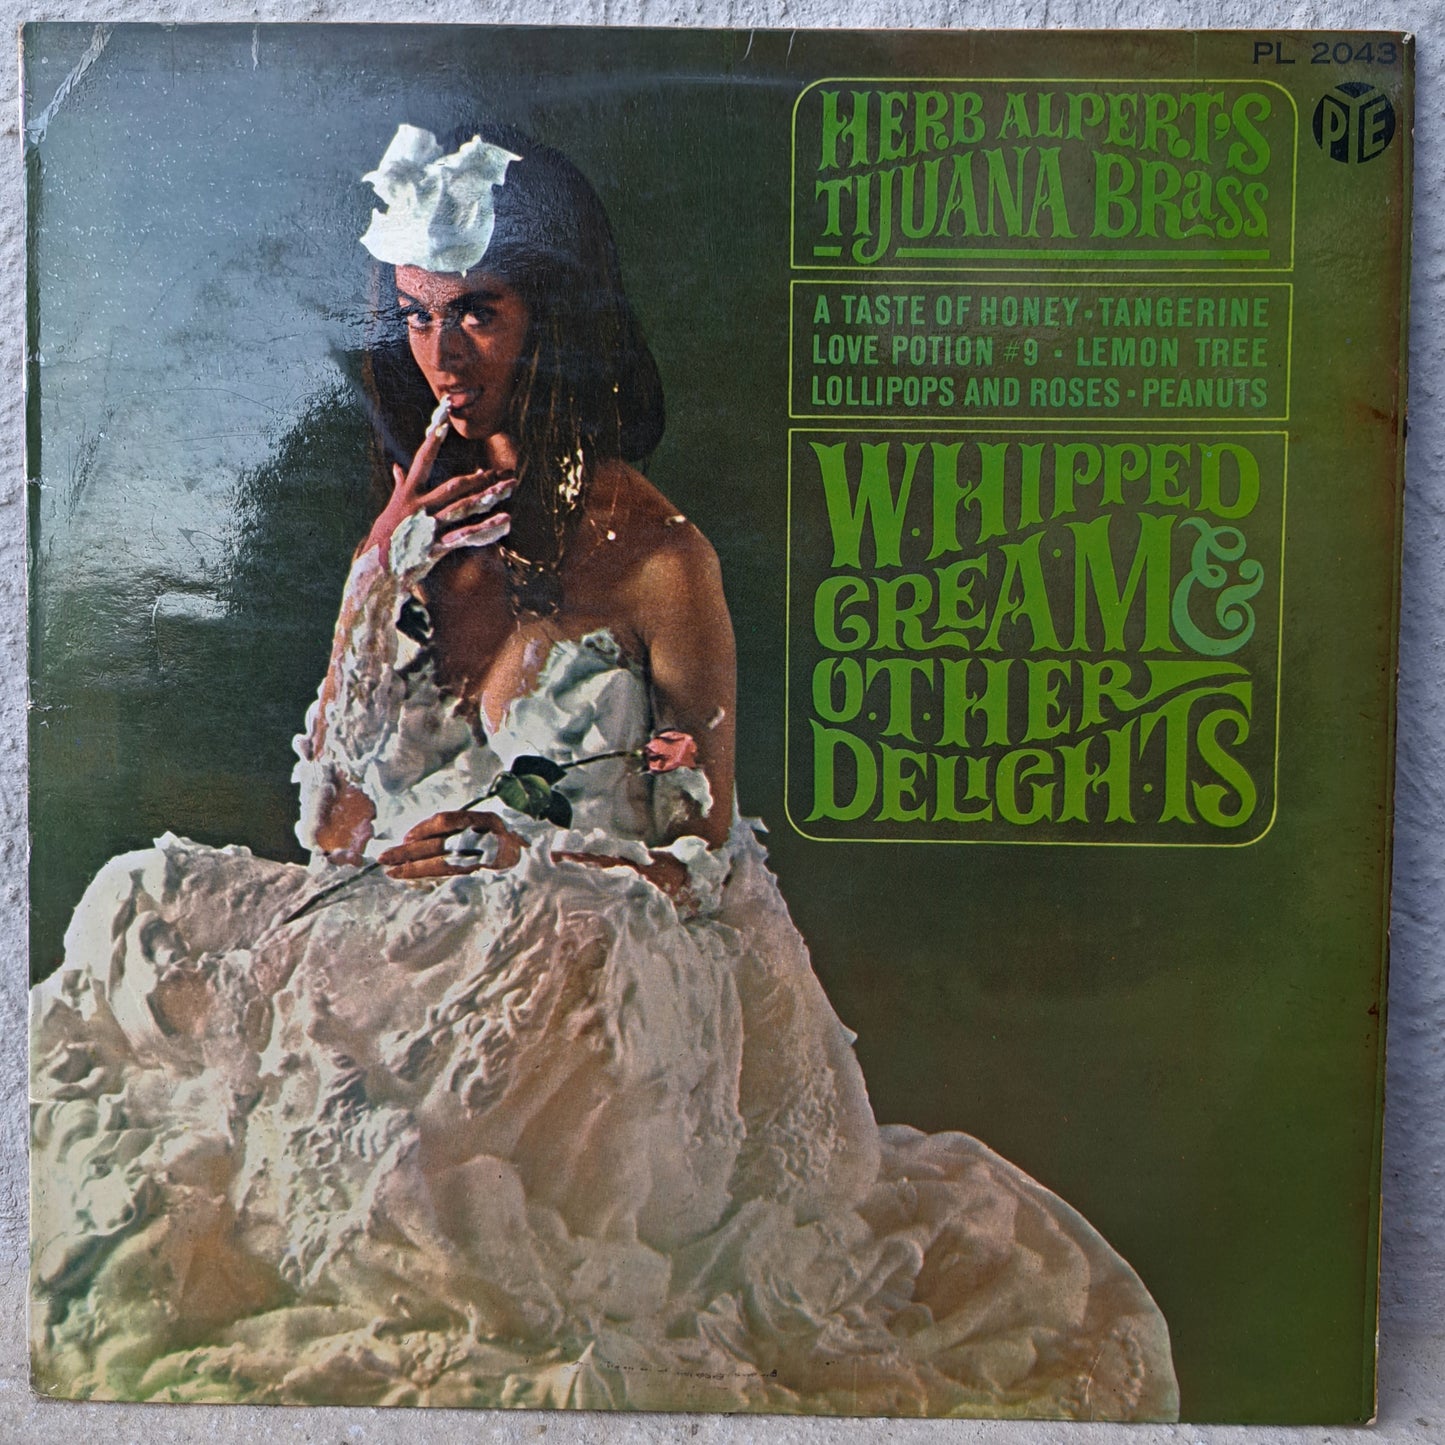 PL 2043
PYE
HERB ALPERT'S
TIJUANA BRASS
A TASTE OF HONEY · TANGERINE
LOVE POTION #9 · LEMON TREE
LOLLIPOPS AND ROSES · PEANUTS
WHIPPED
CREAM &
OTHER
DELIGHTS